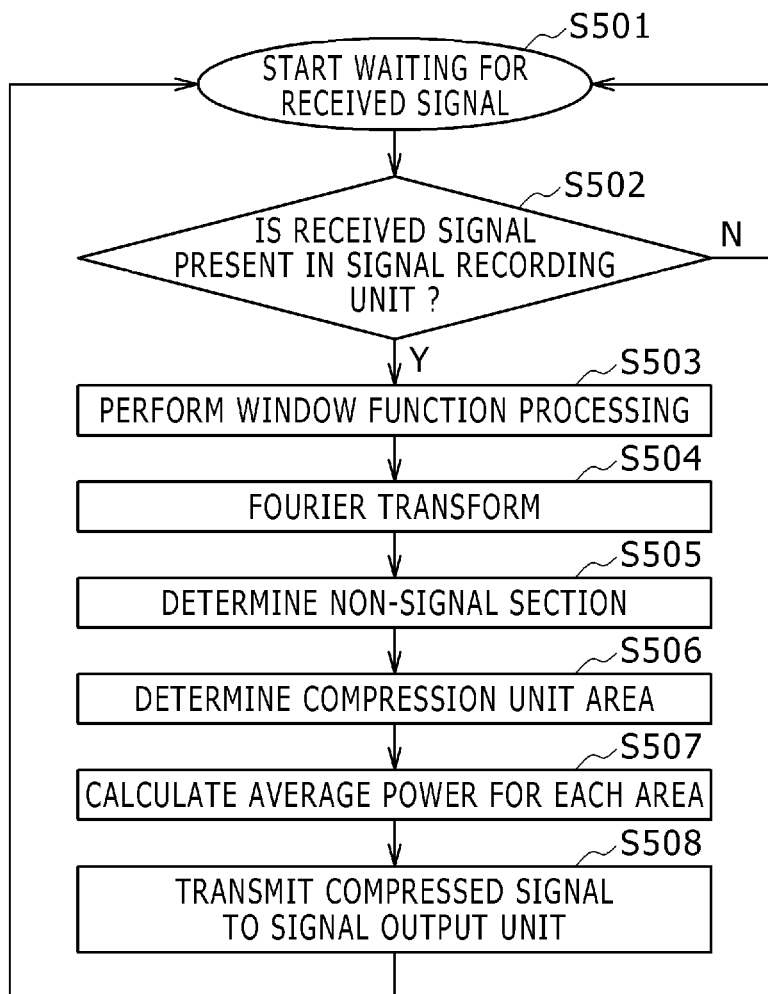 S501
START WAITING FOR
RECEIVED SIGNAL
S502
IS RECEIVED SIGNAL
PRESENT IN SIGNAL RECORDING
UNIT ?
N
Y
S503
PERFORM WINDOW FUNCTION PROCESSING
S504
FOURIER TRANSFORM
S505
DETERMINE NON-SIGNAL SECTION
S506
DETERMINE COMPRESSION UNIT AREA
S507
CALCULATE AVERAGE POWER FOR EACH AREA
S508
TRANSMIT COMPRESSED SIGNAL
TO SIGNAL OUTPUT UNIT